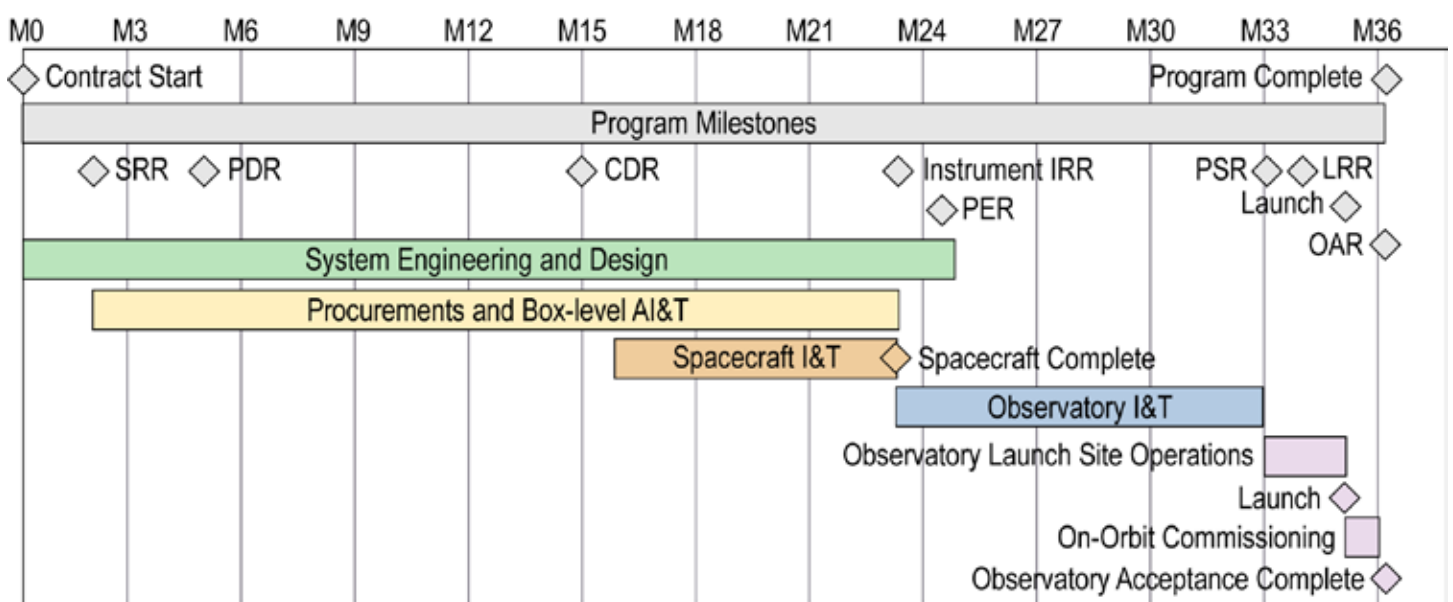 M0 M3 M6 M9 M12 M15 M18 M21 M24 M27 M30 M33 M36
Contract Start Program Complete
Program Milestones
SRR PDR CDR Instrument IRR PSR LRR
PER Launch
OAR
System Engineering and Design
Procurements and Box-level AI&T
Spacecraft I&T Spacecraft Complete
Observatory I&T
Observatory Launch Site Operations
Launch
On-Orbit Commissioning
Observatory Acceptance Complete